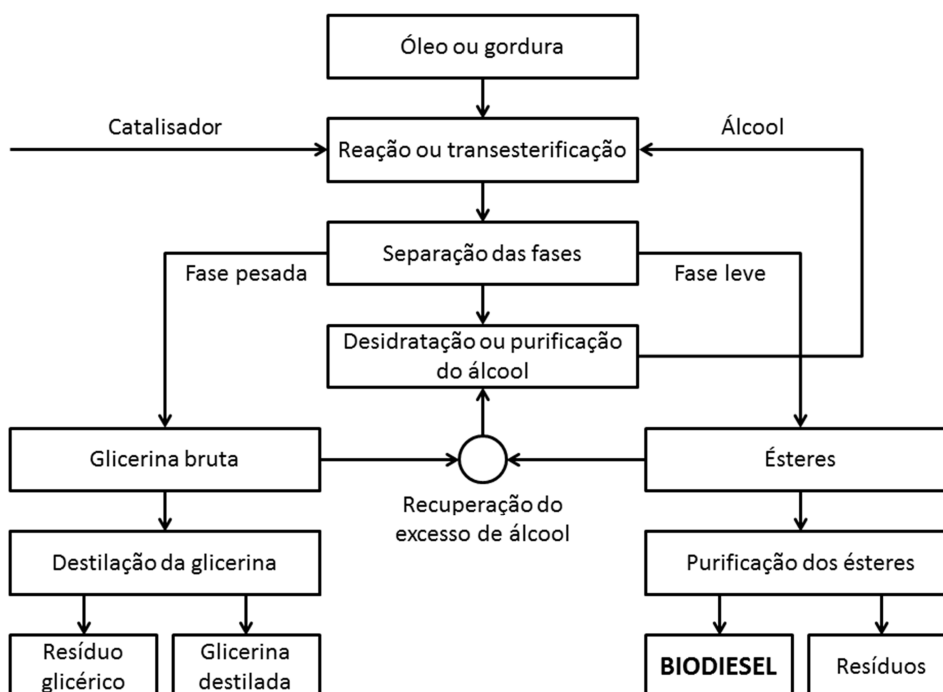 Óleo ou gordura
Catalisador
Álcool
Reação ou transesterificação
Separação das fases
Fase pesada
Fase leve
Desidratação ou purificação
do álcool
Glicerina bruta
Ésteres
Recuperação do
excesso de álcool
Destilação da glicerina
Purificação dos ésteres
Resíduo
glicérico
Glicerina
destilada
BIODIESEL
Resíduos